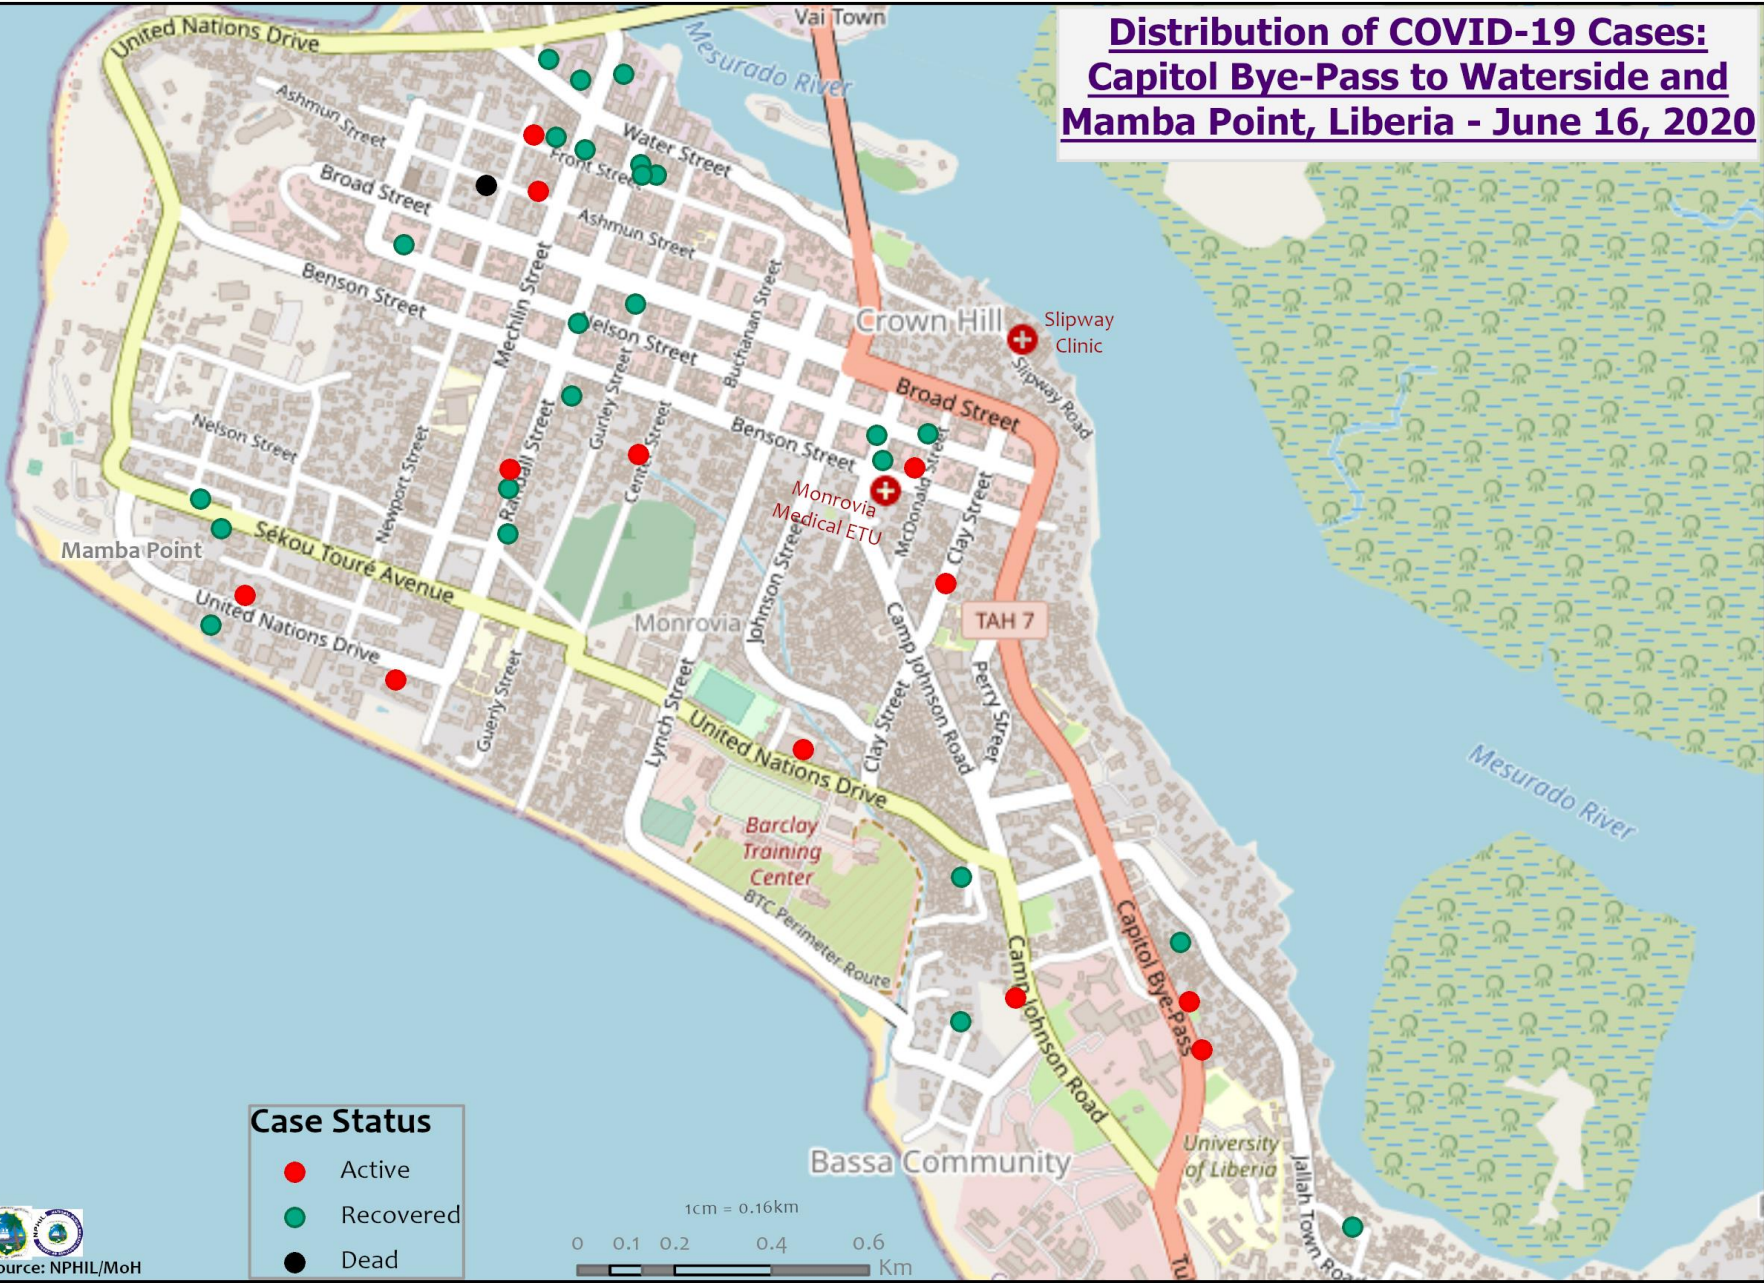 Distribution of COVID-19 Cases:
Capitol Bye-Pass to Waterside and
Mamba Point, Liberia - June 16, 2020
Vai Town
United Nations Drive
Mesurado River
Ashmun Street
Water Street
Front Street
Broad Street
Ashmun Street
Benson Street
Mechlin Street
Buchanan Street
Crown Hill
Slipway
Clinic
Slipway Road
Nelson Street
Gurley Street
Broad Street
Nelson Street
Randall Street
Center Street
Benson Street
Newport Street
Monrovia
Medical ETU
McDonald Street
Clay Street
Mamba Point
Sékou Touré Avenue
Johnson Street
United Nations Drive
Monrovia
TAH 7
Camp Johnson Road
Perry Street
Guerly Street
Lynch Street
Clay Street
United Nations Drive
Mesurado River
Barclay
Training
Center
BTC Perimeter Route
Capitol Bye-Pass
Camp Johnson Road
Bassa Community
University
of Liberia
Jallah Town Road
Tu
Case Status
Active
Recovered
Dead
1cm = 0.16km
0 0.1 0.2 0.4 0.6
Km
NPHIL
ource: NPHIL/MoH